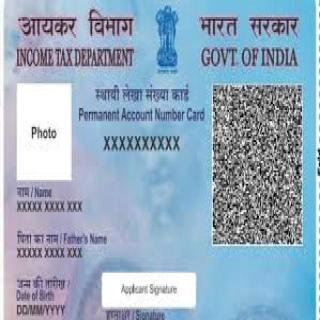 आयकर विभाग
INCOME TAX DEPARTMENT
भारत सरकार
GOVT. OF INDIA
स्थायी लेखा संख्या कार्ड
Permanent Account Number Card
XXXXXXXXXX
Photo
नाम / Name
XXXXX XXXX XXX
पिता का नाम / Father's Name
XXXXX XXXX XXX
जन्म की तारीख /
Date of Birth
DD/MM/YYYY
Applicant Signature
हस्ताक्षर / Signature